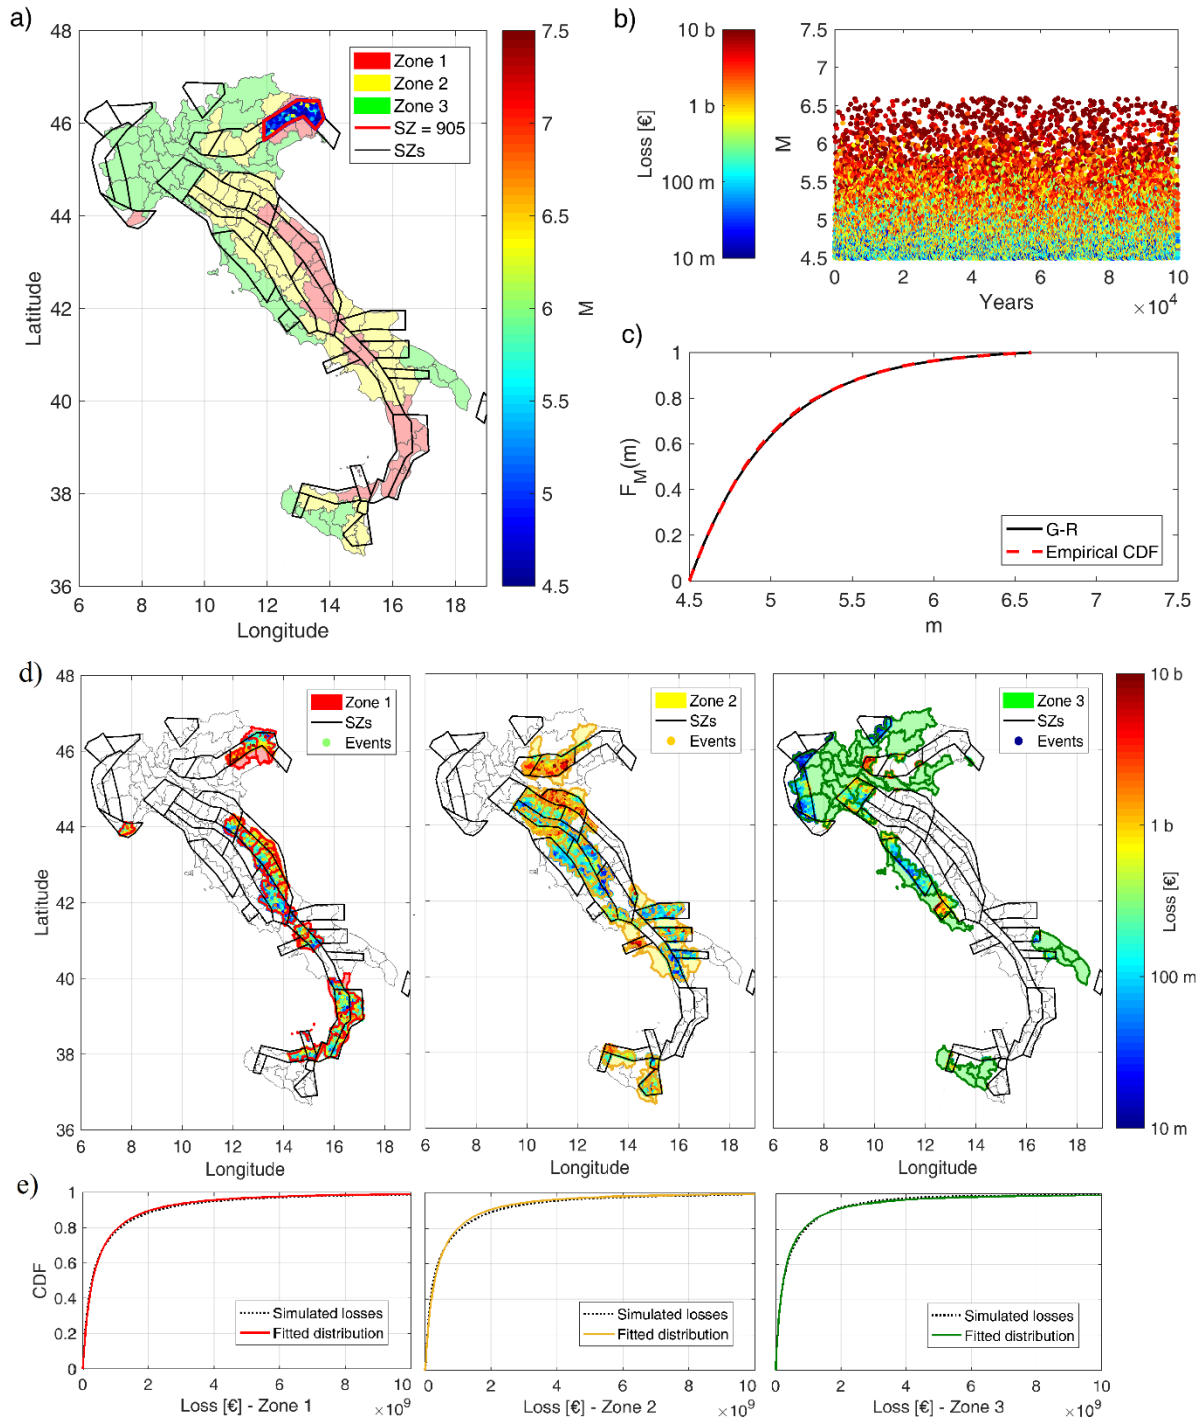 a)
48
46
44
42
40
38
36
6
8
10
12
14
16
18
Latitude
Longitude
Zone 1
Zone 2
Zone 3
SZ = 905
SZs
7.5
7
6.5
6
5.5
5
4.5
M
b)
10 b
1 b
100 m
10 m
Loss [€]
7.5
7
6.5
6
5.5
5
4.5
M
0
2
4
6
8
10
Years
×10⁴
c)
1
0.8
0.6
0.4
0.2
0
F_M(m)
G-R
Empirical CDF
4.5
5
5.5
6
6.5
7
7.5
m
d)
48
46
44
42
40
38
36
Latitude
Zone 1
SZs
Events
6
8
10
12
14
16
18
Longitude
Zone 2
SZs
Events
6
8
10
12
14
16
18
Longitude
Zone 3
SZs
Events
6
8
10
12
14
16
18
Longitude
10 b
1 b
100 m
10 m
Loss [€]
e)
1
0.8
0.6
0.4
0.2
0
CDF
Simulated losses
Fitted distribution
0
2
4
6
8
10
Loss [€] - Zone 1
×10⁹
Simulated losses
Fitted distribution
0
2
4
6
8
10
Loss [€] - Zone 2
×10⁹
Simulated losses
Fitted distribution
0
2
4
6
8
10
Loss [€] - Zone 3
×10⁹